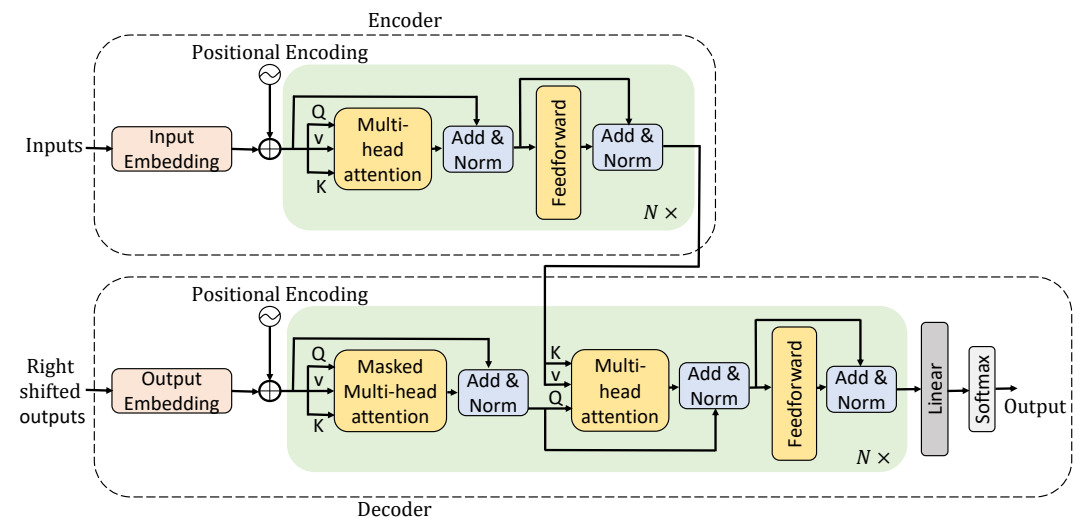 Encoder
Positional Encoding
Inputs
Input
Embedding
Q
v
K
Multi-
head
attention
Add &
Norm
Feedforward
Add &
Norm
N ×
Positional Encoding
Right
shifted
outputs
Output
Embedding
Q
v
K
Masked
Multi-head
attention
Add &
Norm
K
v
Q
Multi-
head
attention
Add &
Norm
Feedforward
Add &
Norm
N ×
Linear
Softmax
Output
Decoder